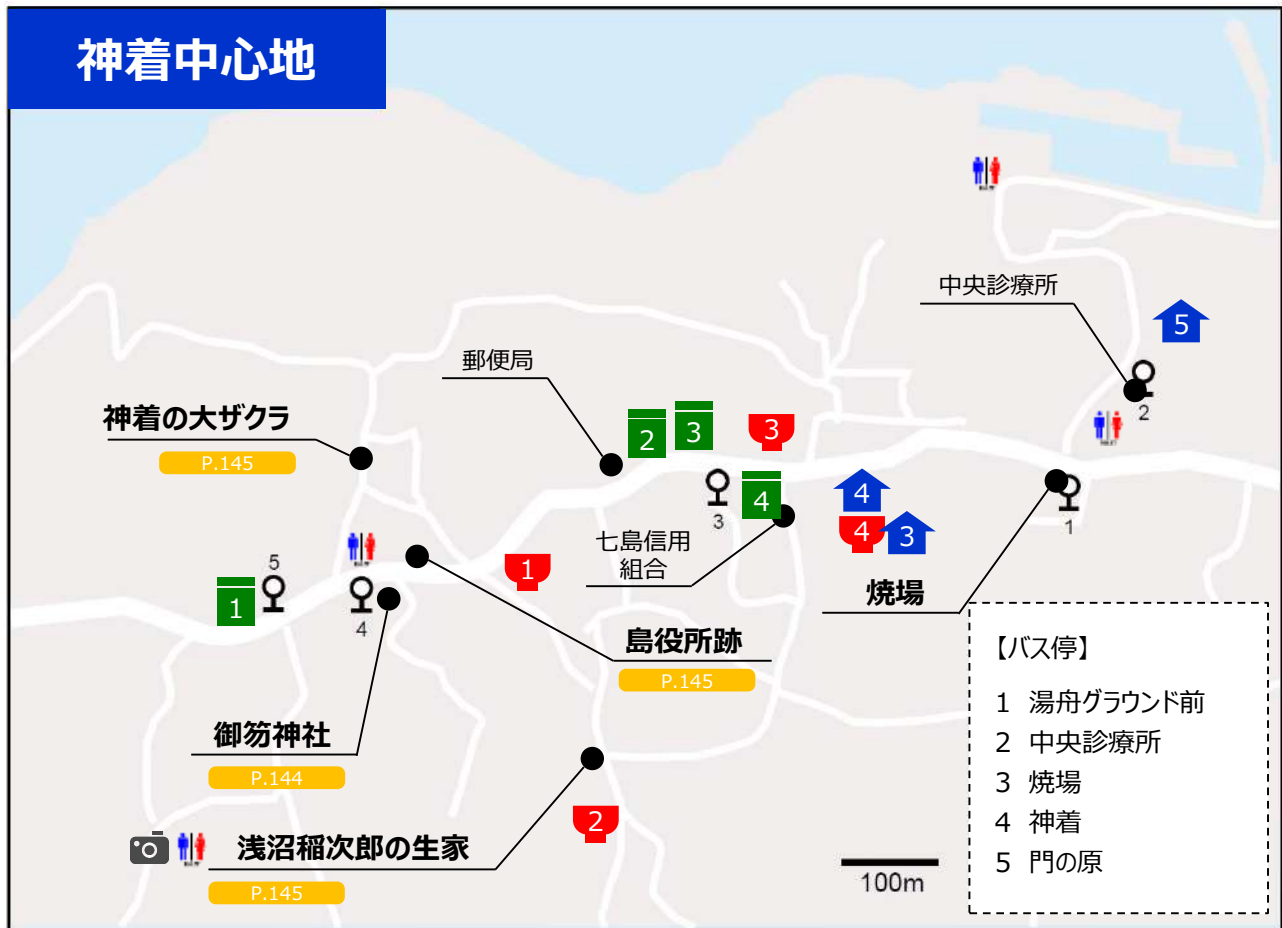 神着中心地
中央診療所
5
郵便局
2
神着の大ザクラ
P.145
2
3
3
4
4
3
1
七島信用
組合
4
3
焼場
5
1
4
1
島役所跡
P.145
御笏神社
P.144
2
浅沼稲次郎の生家
P.145
100m
【バス停】
1 湯舟グラウンド前
2 中央診療所
3 焼場
4 神着
5 門の原